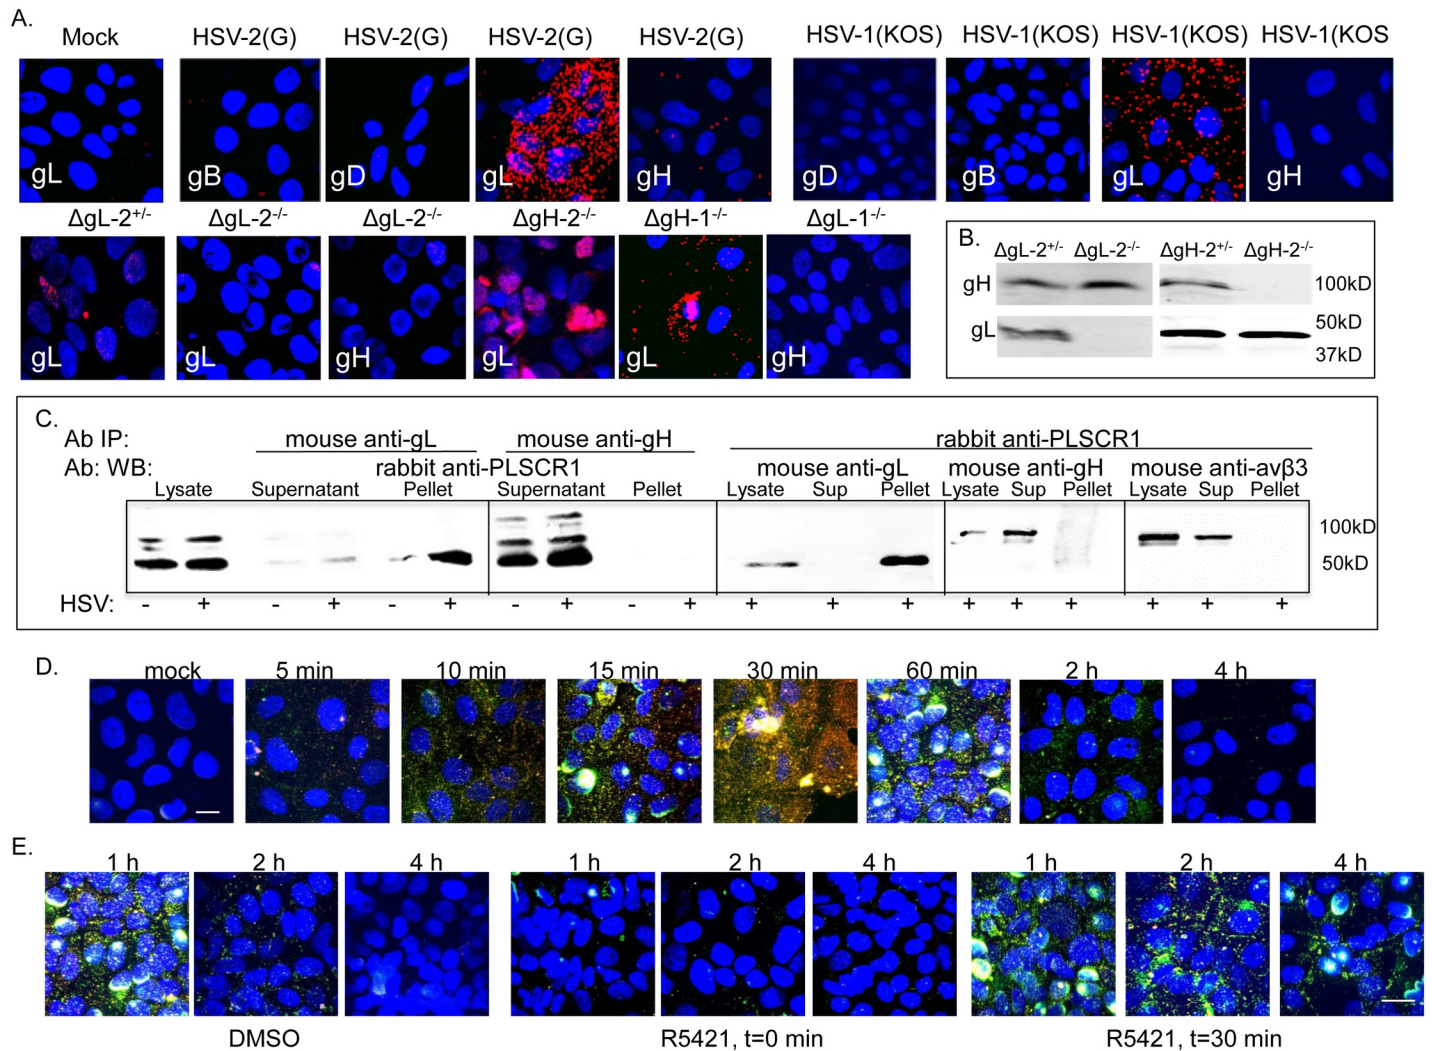 A.
Mock HSV-2(G) HSV-2(G) HSV-2(G) HSV-2(G) HSV-1(KOS) HSV-1(KOS) HSV-1(KOS) HSV-1(KOS
gL gB gD gL gH gD gB gL gH
ΔgL-2+/- ΔgL-2-/- ΔgL-2-/- ΔgH-2-/- ΔgH-1-/- ΔgL-1-/-
gL gL gH gL gL gH
B.
ΔgL-2+/- ΔgL-2-/- ΔgH-2+/- ΔgH-2-/-
gH 100kD
50kD
gL
37kD
C.
Ab IP: mouse anti-gL mouse anti-gH rabbit anti-PLSCR1
Ab: WB: rabbit anti-PLSCR1 mouse anti-gL mouse anti-gH mouse anti-avβ3
Lysate Supernatant Pellet Supernatant Pellet Lysate Sup Pellet Lysate Sup Pellet Lysate Sup Pellet
100kD
50kD
HSV: - + - + - + - + - + + + + + + + + + +
D.
mock 5 min 10 min 15 min 30 min 60 min 2 h 4 h
E.
1 h 2 h 4 h 1 h 2 h 4 h 1 h 2 h 4 h
DMSO R5421, t=0 min R5421, t=30 min